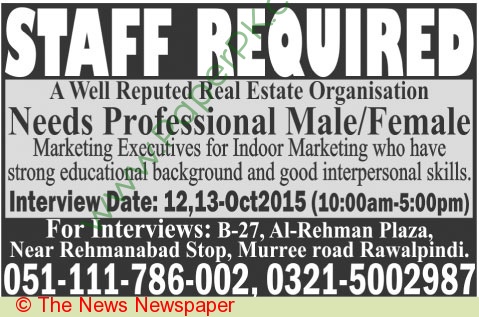 STAFF REQUIRED
A Well Reputed Real Estate Organisation
Needs Professional Male/Female
Marketing Executives for Indoor Marketing who have
strong educational background and good interpersonal skills.
Interview Date: 12,13-Oct2015 (10:00am-5:00pm)
For Interviews: B-27, Al-Rehman Plaza,
Near Rehmanabad Stop, Murree road Rawalpindi.
051-111-786-002, 0321-5002987
© The News Newspaper